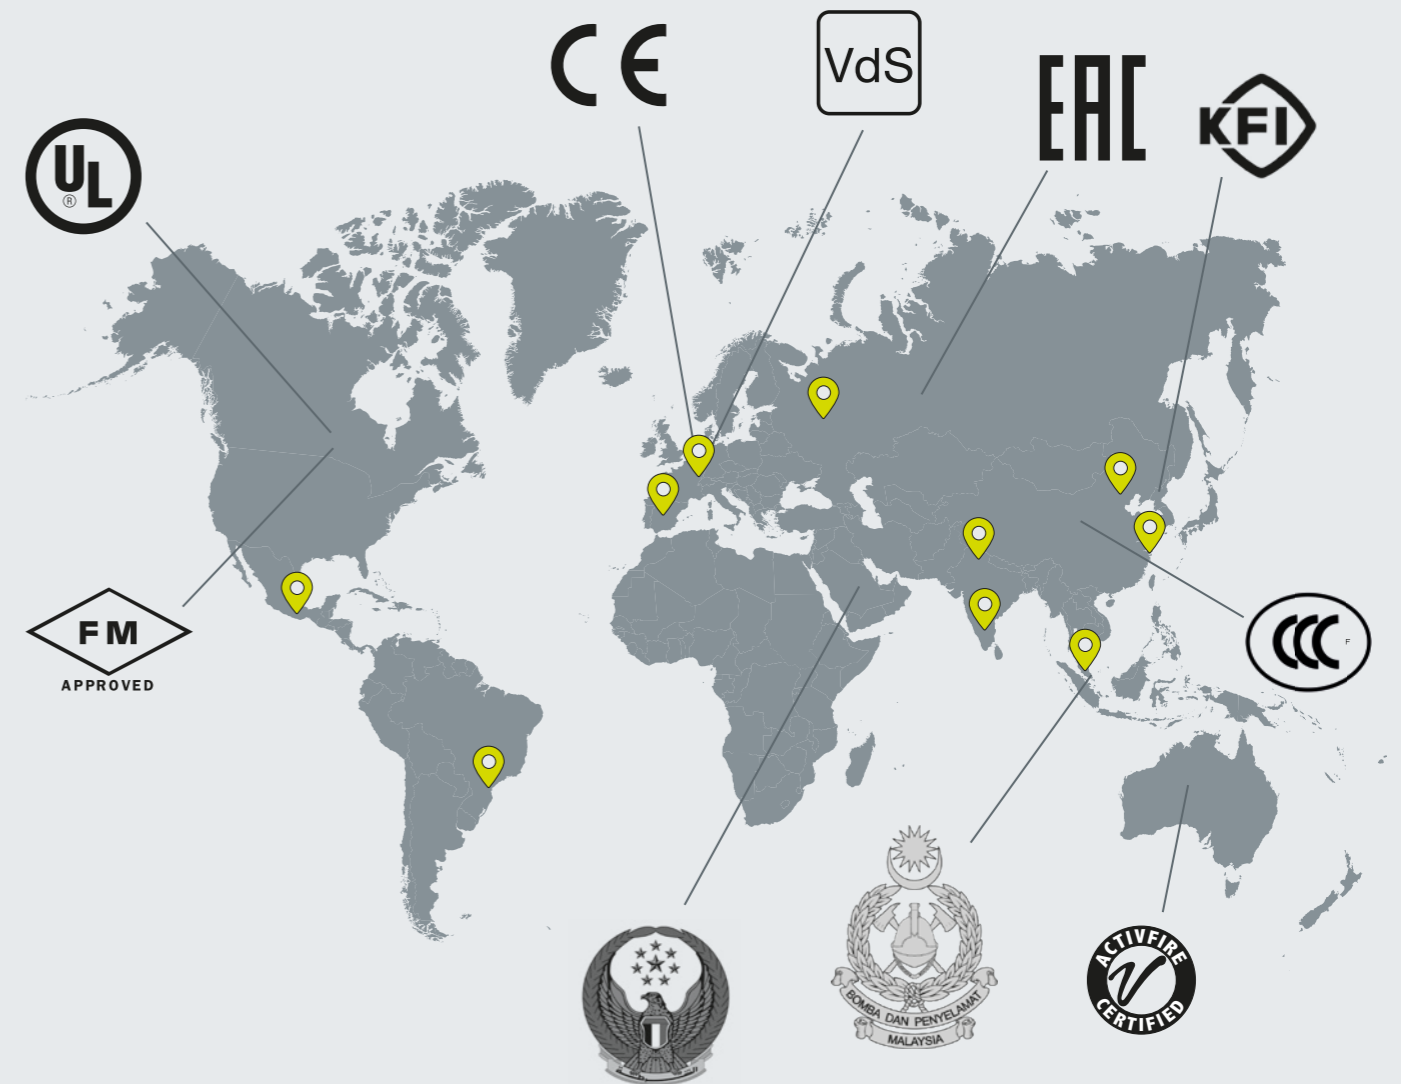 CE
VdS
EAC
KFI
UL
®
FM
APPROVED
CCC
F
BOMBA DAN PENYELAMAT
MALAYSIA
ACTIVFIRE
CERTIFIED